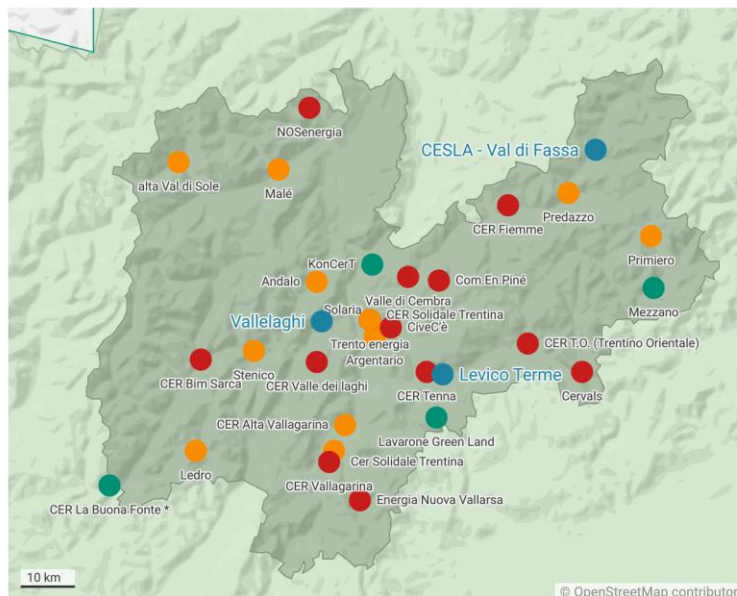 NOSenergia
CESLA - Val di Fassa
alta Val di Sole
Malé
Predazzo
CER Fiemme
Primiero
KonCerT
Andalo
Com.En.Piné
Valle di Cembra
Mezzano
Solaria
CER Solidale Trentina
Vallelaghi
CiveC'è
Trento energia
CER T.O. (Trentino Orientale)
Argentario
Stenico
CER Bim Sarca
CER Valle dei laghi
Levico Terme
CER Tenna
Cervals
CER Alta Vallagarina
Lavarone Green Land
Cer Solidale Trentina
Ledro
CER Vallagarina
Energia Nuova Vallarsa
CER La Buona Fonte *
10 km
© OpenStreetMap contributor